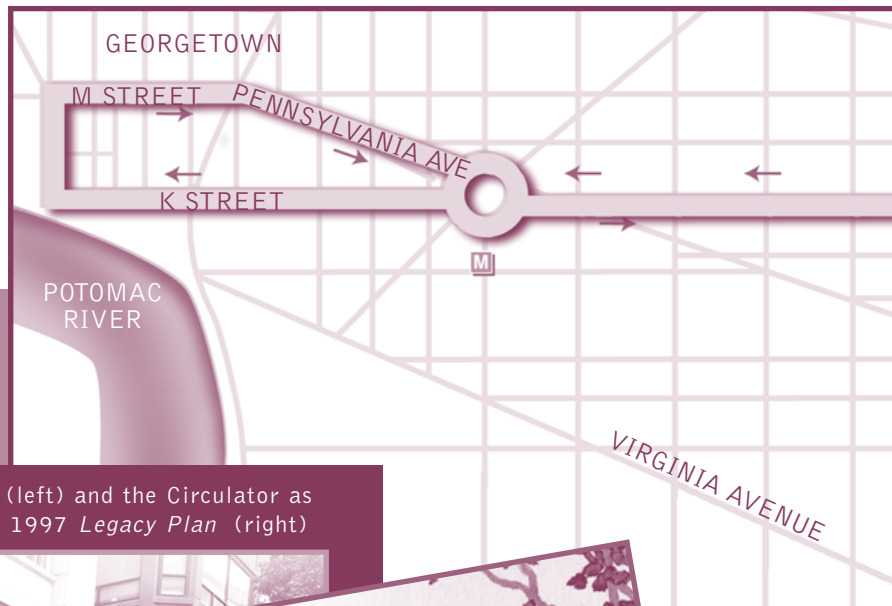 GEORGETOWN
M STREET
PENNSYLVANIA AVE
K STREET
M
POTOMAC
RIVER
VIRGINIA AVENUE
(left) and the Circulator as
1997 Legacy Plan (right)